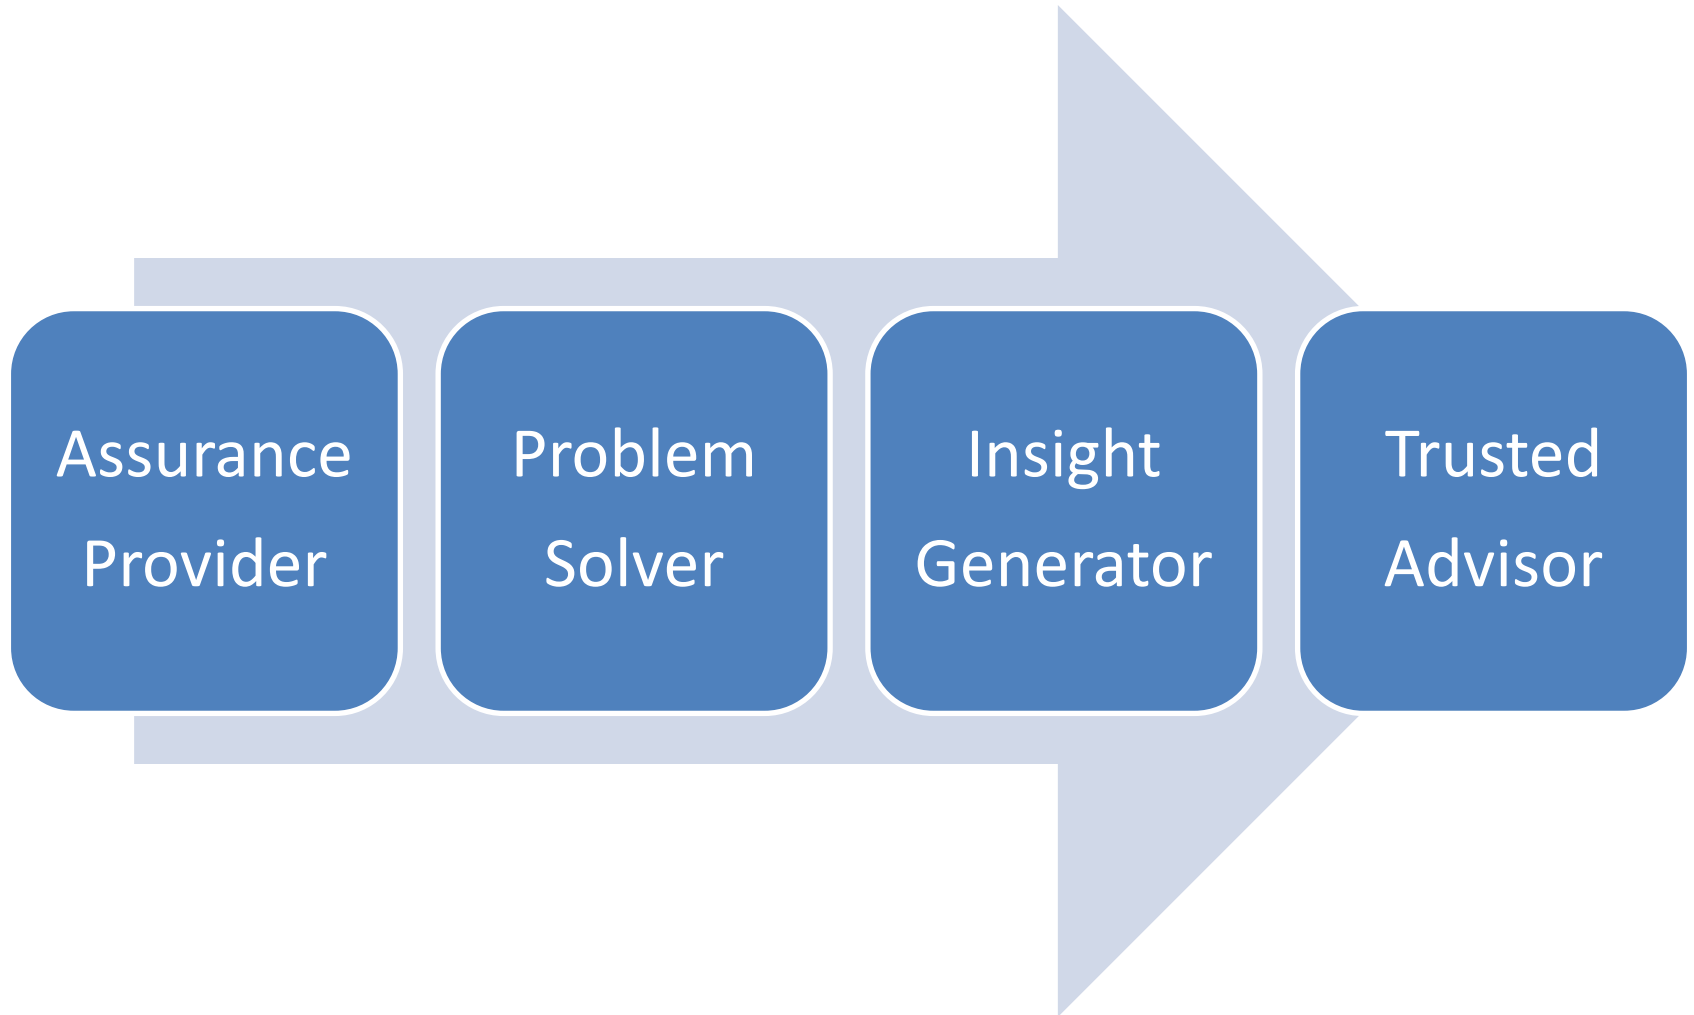 Assurance
Provider
Problem
Solver
Insight
Generator
Trusted
Advisor